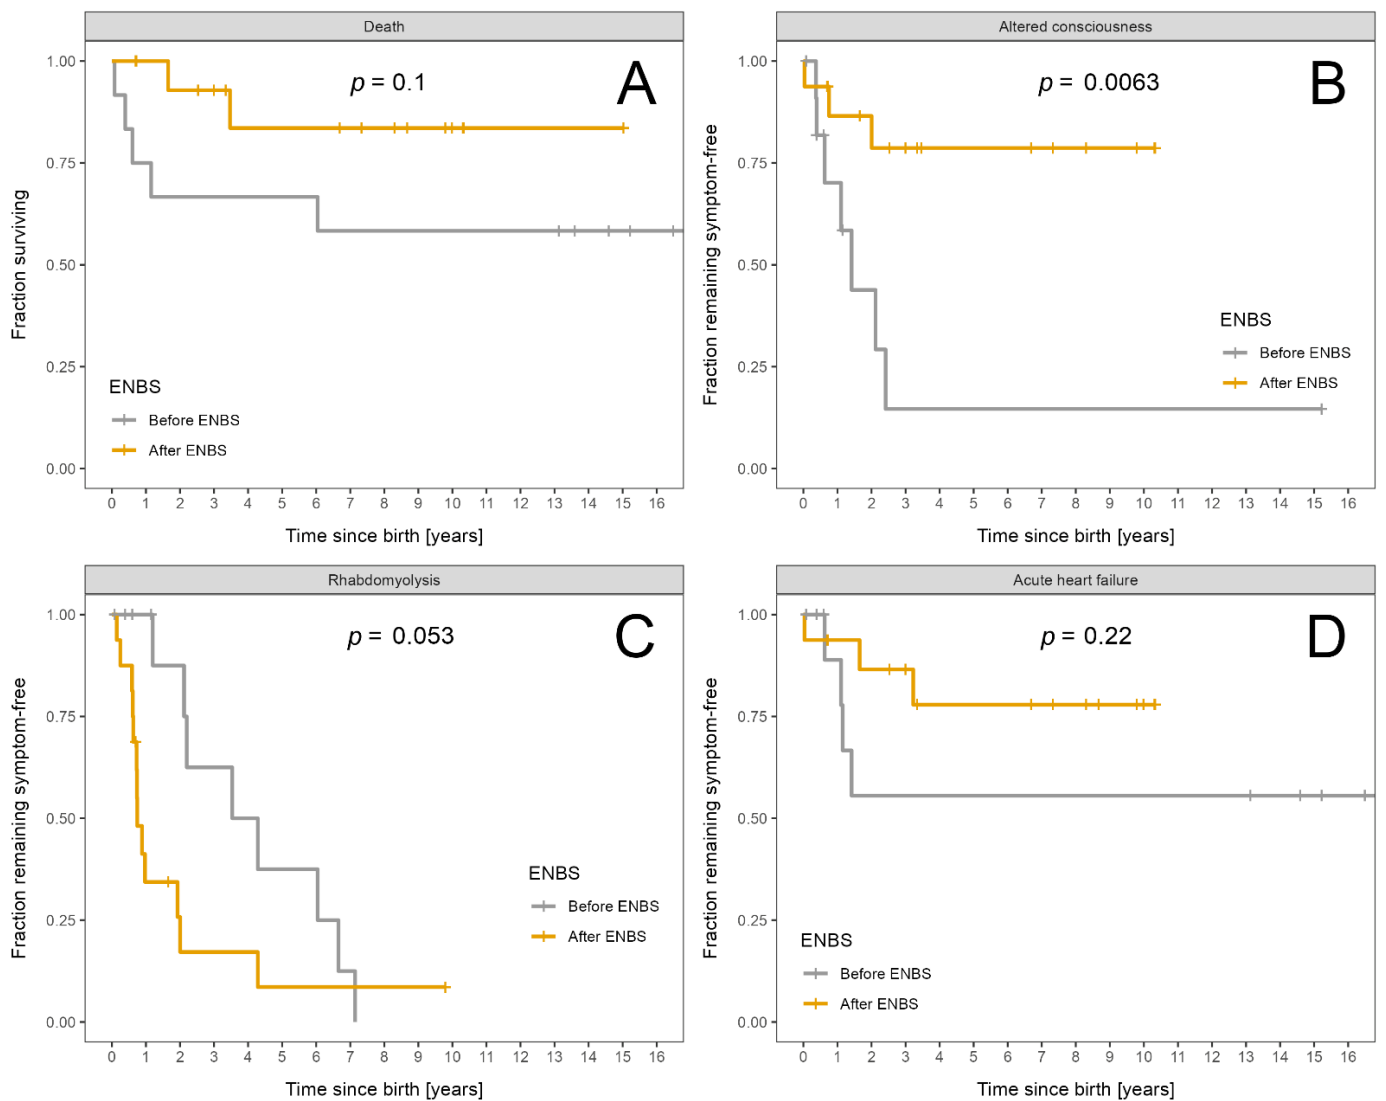 Death
A
p = 0.1
Fraction surviving
1.00
0.75
0.50
0.25
0.00
ENBS
Before ENBS
After ENBS
0 1 2 3 4 5 6 7 8 9 10 11 12 13 14 15 16
Time since birth [years]
Altered consciousness
B
p = 0.0063
Fraction remaining symptom-free
1.00
0.75
0.50
0.25
0.00
ENBS
Before ENBS
After ENBS
0 1 2 3 4 5 6 7 8 9 10 11 12 13 14 15 16
Time since birth [years]
Rhabdomyolysis
C
p = 0.053
Fraction remaining symptom-free
1.00
0.75
0.50
0.25
0.00
ENBS
Before ENBS
After ENBS
0 1 2 3 4 5 6 7 8 9 10 11 12 13 14 15 16
Time since birth [years]
Acute heart failure
D
p = 0.22
Fraction remaining symptom-free
1.00
0.75
0.50
0.25
0.00
ENBS
Before ENBS
After ENBS
0 1 2 3 4 5 6 7 8 9 10 11 12 13 14 15 16
Time since birth [years]